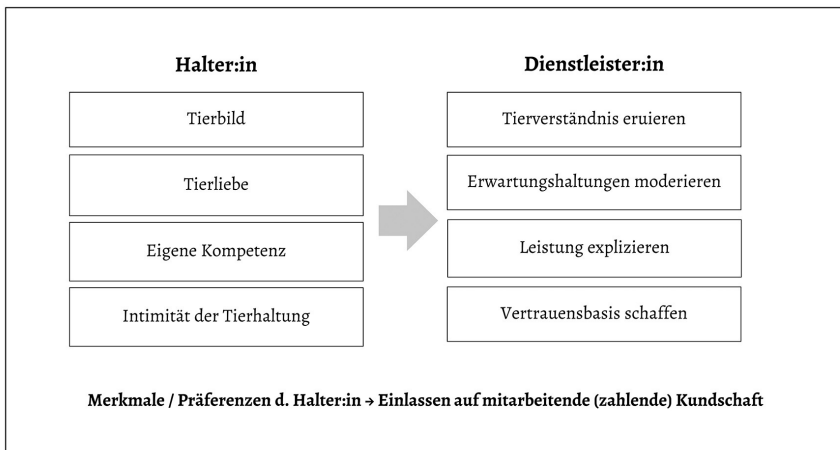 Halter:in
Tierbild
Tierliebe
Eigene Kompetenz
Intimität der Tierhaltung
Dienstleister:in
Tierverständnis eruieren
Erwartungshaltungen moderieren
Leistung explizieren
Vertrauensbasis schaffen
Merkmale / Präferenzen d. Halter:in → Einlassen auf mitarbeitende (zahlende) Kundschaft